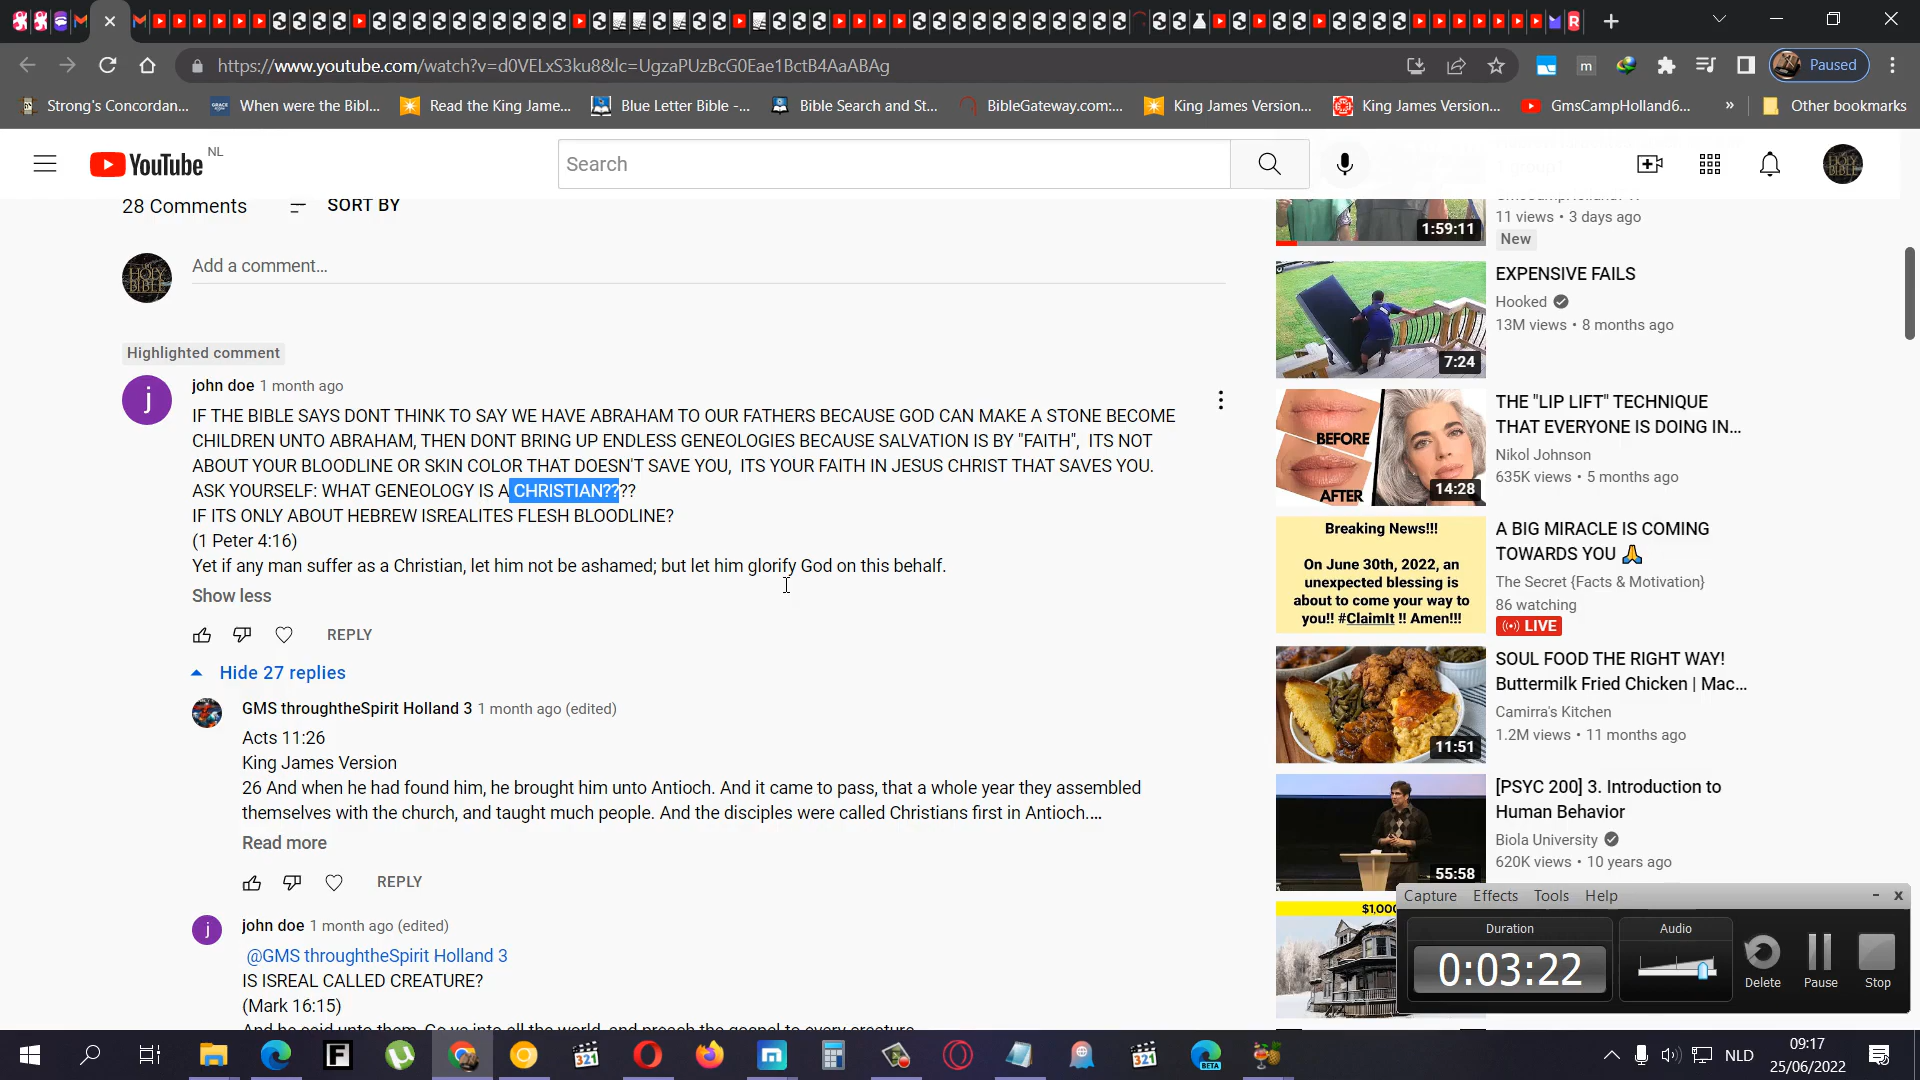 https://www.youtube.com/watch?v=d0VELxS3ku8&lc=UgzaPUzBcG0Eae1BctB4AaABAg
Paused
Strong's Concordan...
When were the Bibl...
Read the King Jame...
Blue Letter Bible -...
Bible Search and St...
BibleGateway.com:...
King James Version...
King James Version...
GmsCampHolland6...
»
Other bookmarks
YouTube NL
Search
28 Comments
SORT BY
Add a comment...
Highlighted comment
john doe 1 month ago
IF THE BIBLE SAYS DONT THINK TO SAY WE HAVE ABRAHAM TO OUR FATHERS BECAUSE GOD CAN MAKE A STONE BECOME
CHILDREN UNTO ABRAHAM, THEN DONT BRING UP ENDLESS GENEOLOGIES BECAUSE SALVATION IS BY "FAITH", ITS NOT
ABOUT YOUR BLOODLINE OR SKIN COLOR THAT DOESN'T SAVE YOU, ITS YOUR FAITH IN JESUS CHRIST THAT SAVES YOU.
ASK YOURSELF: WHAT GENEOLOGY IS A CHRISTIAN????
IF ITS ONLY ABOUT HEBREW ISREALITES FLESH BLOODLINE?
(1 Peter 4:16)
Yet if any man suffer as a Christian, let him not be ashamed; but let him glorify God on this behalf.
Show less
REPLY
Hide 27 replies
GMS throughtheSpirit Holland 3 1 month ago (edited)
Acts 11:26
King James Version
26 And when he had found him, he brought him unto Antioch. And it came to pass, that a whole year they assembled
themselves with the church, and taught much people. And the disciples were called Christians first in Antioch....
Read more
REPLY
john doe 1 month ago (edited)
@GMS throughtheSpirit Holland 3
IS ISREAL CALLED CREATURE?
(Mark 16:15)
And he said unto them, Go ye into all the world, and preach the gospel to every creature
1:59:11
11 views • 3 days ago
New
7:24
EXPENSIVE FAILS
Hooked
13M views • 8 months ago
BEFORE
AFTER
14:28
THE "LIP LIFT" TECHNIQUE
THAT EVERYONE IS DOING IN...
Nikol Johnson
635K views • 5 months ago
Breaking News!!!
On June 30th, 2022, an
unexpected blessing is
about to come your way to
you!! #ClaimIt !! Amen!!!
A BIG MIRACLE IS COMING
TOWARDS YOU 🙏
The Secret {Facts & Motivation}
86 watching
LIVE
11:51
SOUL FOOD THE RIGHT WAY!
Buttermilk Fried Chicken | Mac...
Camirra's Kitchen
1.2M views • 11 months ago
55:58
[PSYC 200] 3. Introduction to
Human Behavior
Biola University
620K views • 10 years ago
Capture Effects Tools Help
Duration
0:03:22
Audio
Delete
Pause
Stop
NLD
09:17
25/06/2022